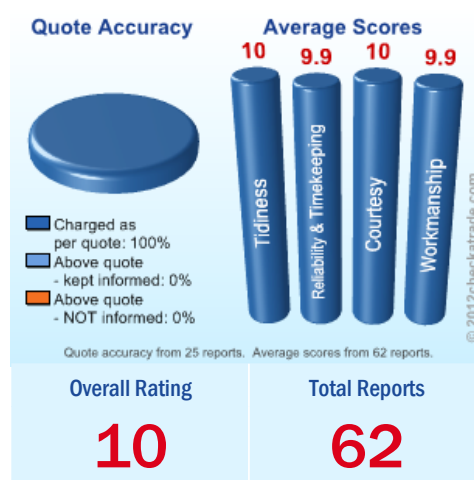 Quote Accuracy
Average Scores
10
9.9
10
9.9
Tidiness
Reliability & Timekeeping
Courtesy
Workmanship
Charged as
per quote: 100%
Above quote
- kept informed: 0%
Above quote
- NOT informed: 0%
© 2012checkatrade.com
Quote accuracy from 25 reports. Average scores from 62 reports.
Overall Rating
Total Reports
10
62